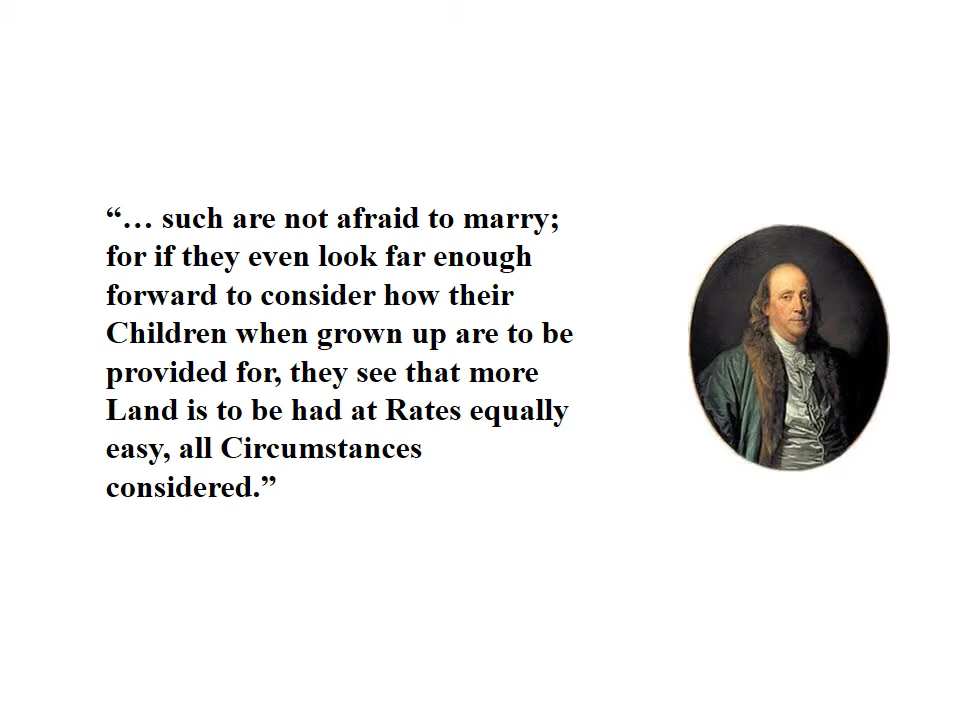 “… such are not afraid to marry;
for if they even look far enough
forward to consider how their
Children when grown up are to be
provided for, they see that more
Land is to be had at Rates equally
easy, all Circumstances
considered.”